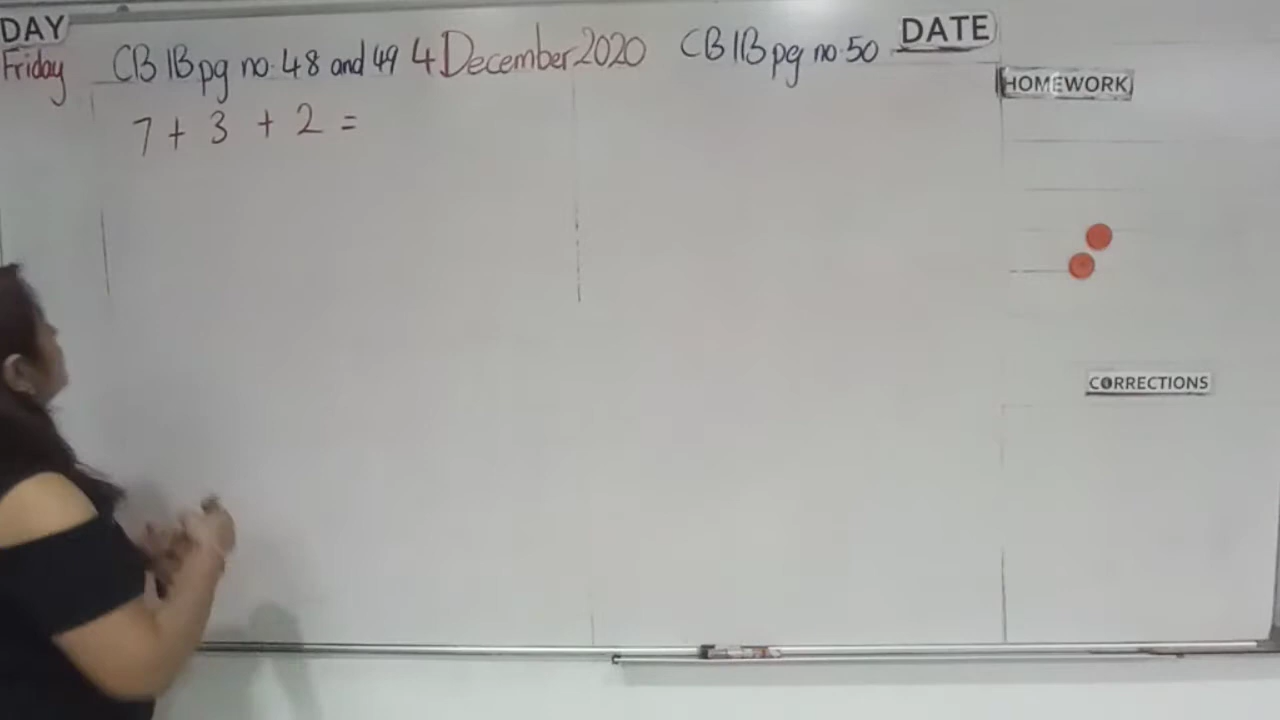 DAY
DATE
Friday CB 1B pg no. 48 and 49 4 December 2020 CB 1B pg no. 50
HOMEWORK
7 + 3 + 2 =
CORRECTIONS